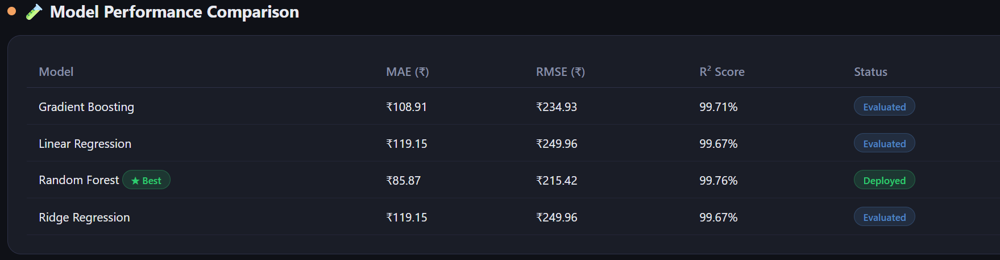 Model Performance Comparison
Model MAE (₹) RMSE (₹) R² Score Status
Gradient Boosting ₹108.91 ₹234.93 99.71% Evaluated
Linear Regression ₹119.15 ₹249.96 99.67% Evaluated
Random Forest ★ Best ₹85.87 ₹215.42 99.76% Deployed
Ridge Regression ₹119.15 ₹249.96 99.67% Evaluated